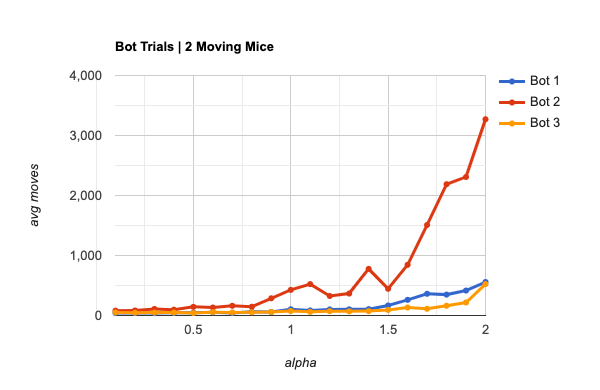 Bot Trials | 2 Moving Mice
4,000
3,000
2,000
1,000
0
avg moves
0.5
1
1.5
2
alpha
Bot 1
Bot 2
Bot 3